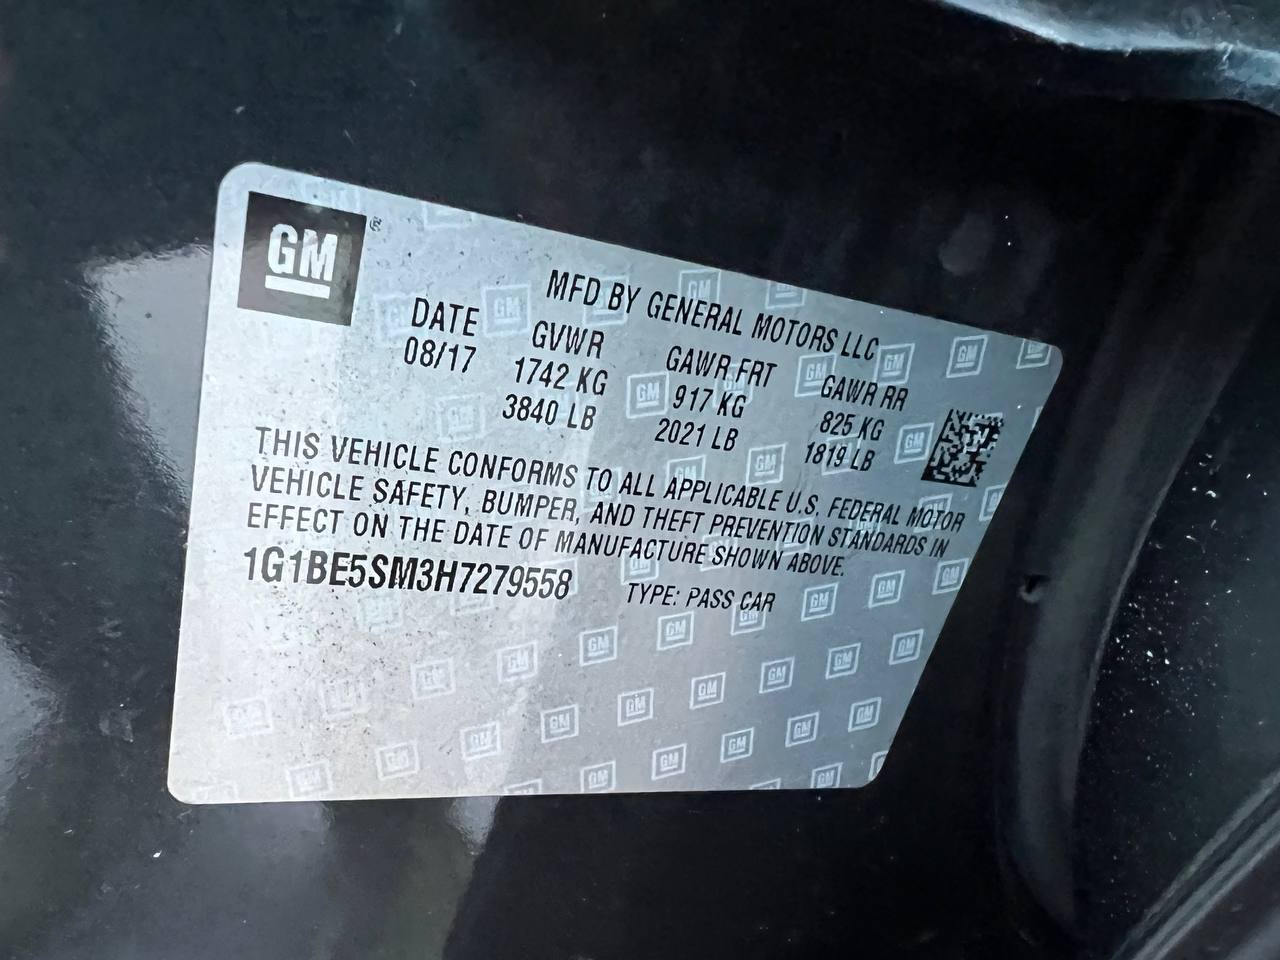 GM
MFD BY GENERAL MOTORS LLC
DATE GVWR GAWR FRT GAWR RR
08/17 1742 KG 917 KG 825 KG
3840 LB 2021 LB 1819 LB
THIS VEHICLE CONFORMS TO ALL APPLICABLE U.S. FEDERAL MOTOR
VEHICLE SAFETY, BUMPER, AND THEFT PREVENTION STANDARDS IN
EFFECT ON THE DATE OF MANUFACTURE SHOWN ABOVE.
1G1BE5SM3H7279558 TYPE: PASS CAR